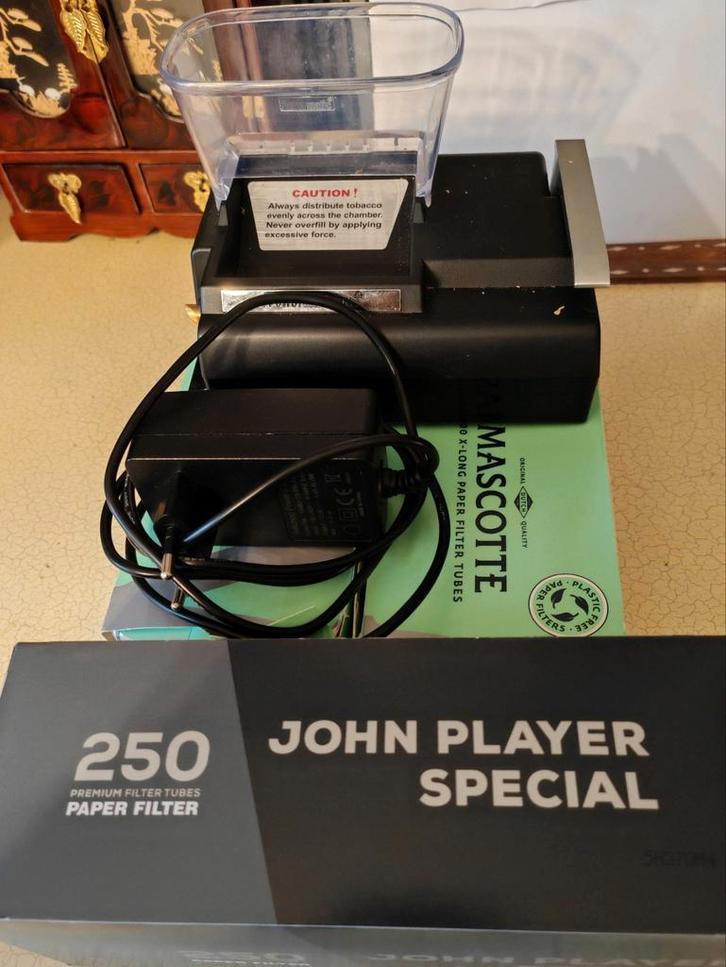 CAUTION !
Always distribute tobacco
evenly across the chamber.
Never overfill by applying
excessive force.
MASCOTTE
X-LONG PAPER FILTER TUBES
ORIGINAL DUTCH QUALITY
PLASTIC FREE
PAPER FILTERS
250
PREMIUM FILTER TUBES
PAPER FILTER
JOHN PLAYER
SPECIAL